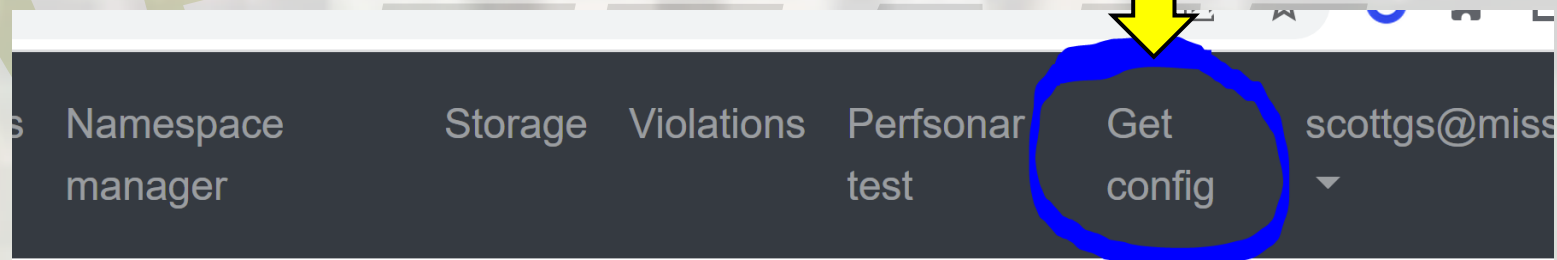 s Namespace manager
Storage
Violations
Perfsonar test
Get config
scottgs@miss